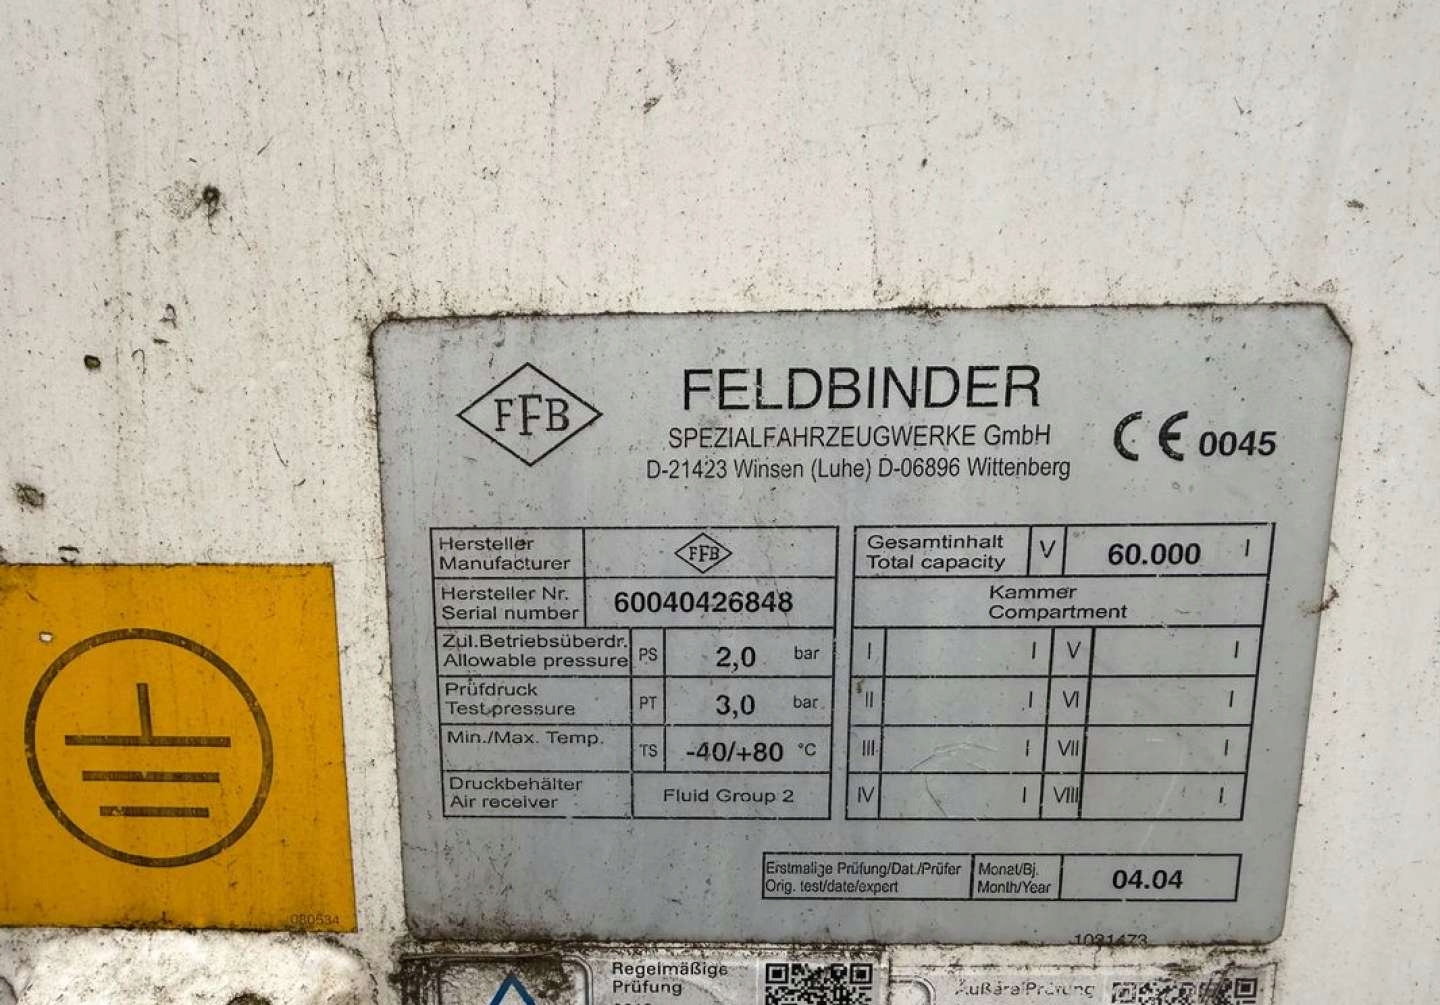 FFB
FELDBINDER
SPEZIALFAHRZEUGWERKE GmbH
D-21423 Winsen (Luhe) D-06896 Wittenberg
CE 0045
Hersteller
Manufacturer
FFB
Hersteller Nr.
Serial number
60040426848
Zul.Betriebsüberdr.
Allowable pressure
PS
2,0
bar
Prüfdruck
Test pressure
PT
3,0
bar
Min./Max. Temp.
TS
-40/+80
°C
Druckbehälter
Air receiver
Fluid Group 2
Gesamtinhalt
Total capacity
V
60.000
l
Kammer
Compartment
I
l
V
l
II
l
VI
l
III
l
VII
l
IV
l
VIII
l
Erstmalige Prüfung/Dat./Prüfer
Orig. test/date/expert
Monat/Bj.
Month/Year
04.04
080534
1031473
Regelmäßige
Prüfung
Äußere Prüfung